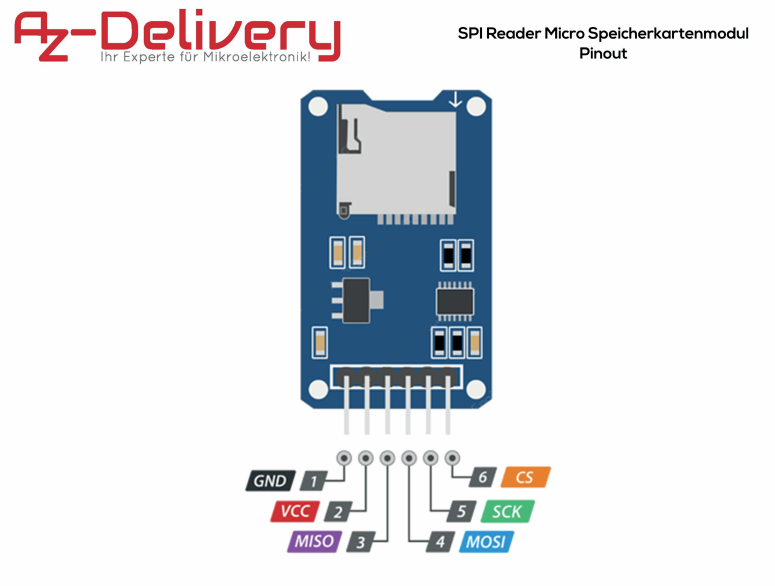 Az-Delivery
Ihr Experte für Mikroelektronik!
SPI Reader Micro Speicherkartenmodul
Pinout
GND 1
6 CS
VCC 2
5 SCK
MISO 3
4 MOSI